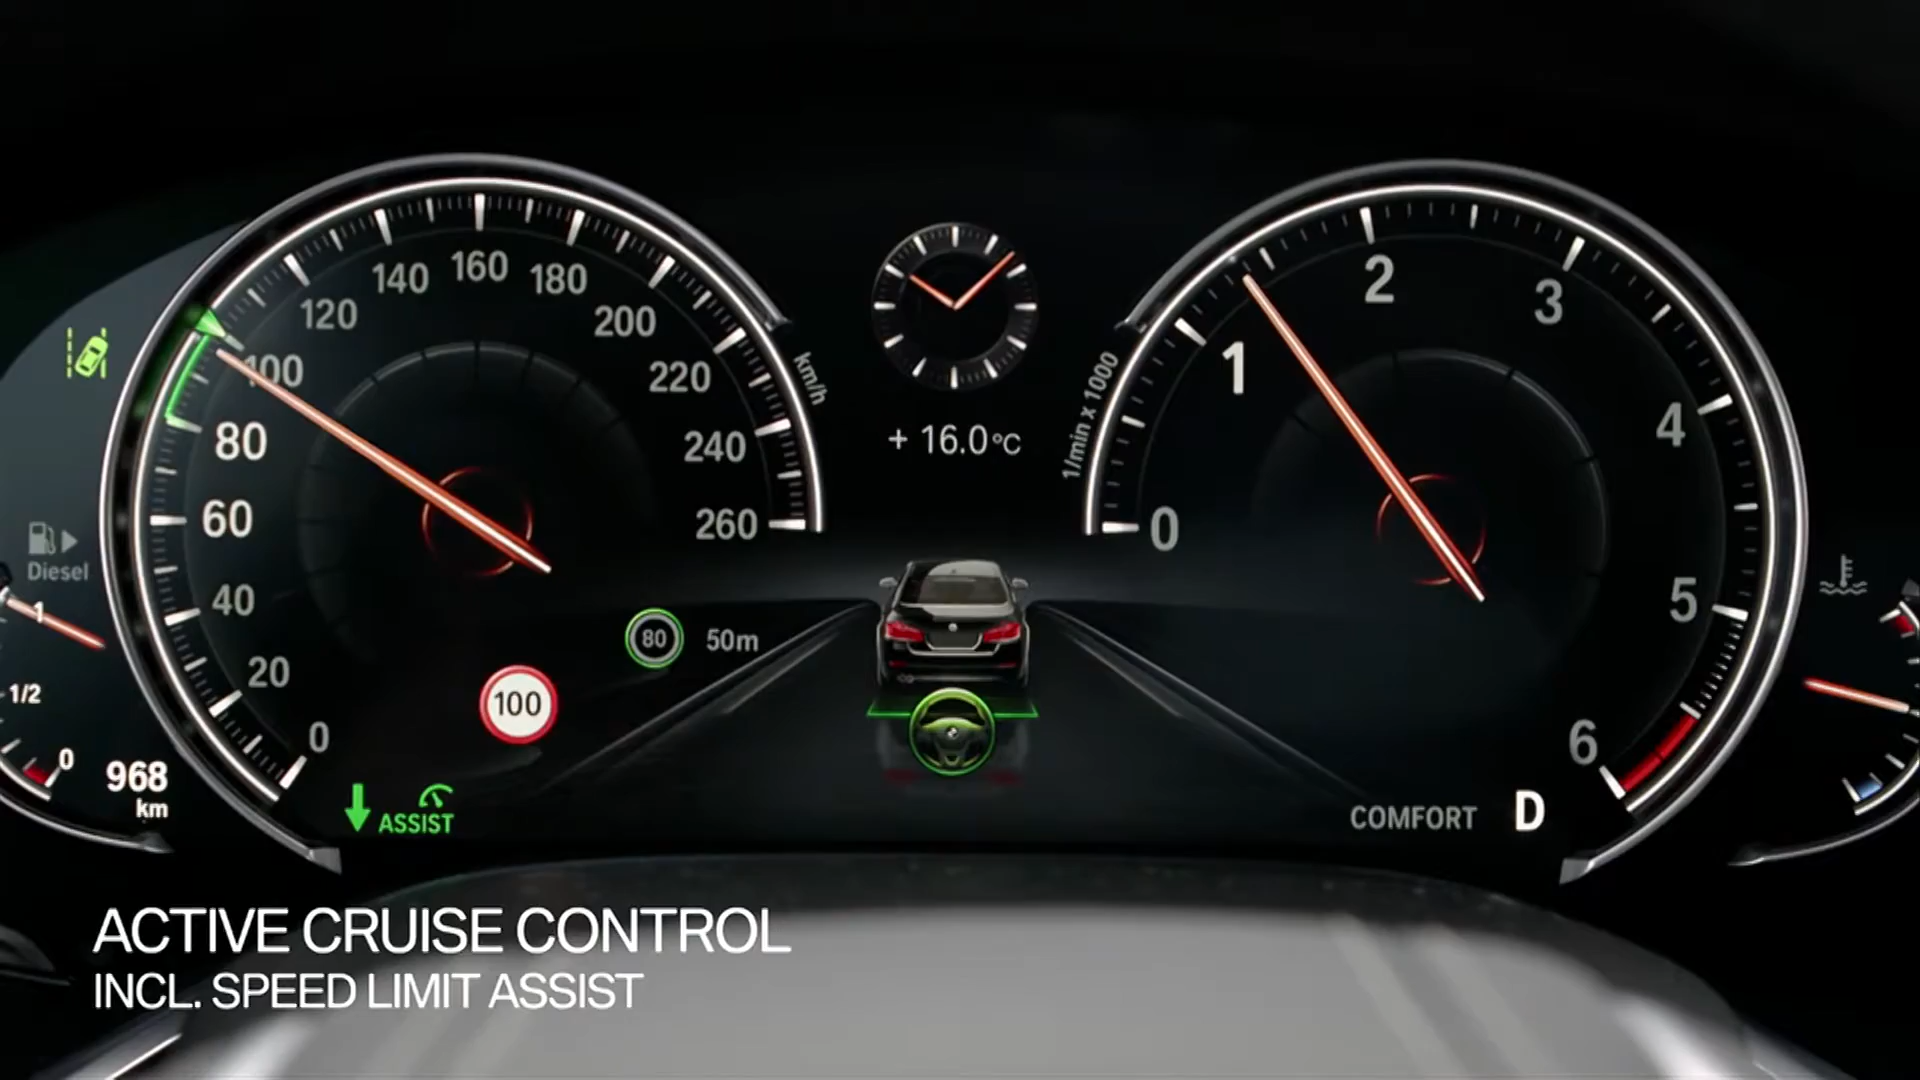 140 160 180
120 200
100 220
80 240
60 260
40
20
0
km/h
+ 16.0°C
1/min x 1000
0
1
2
3
4
5
6
Diesel
1
1/2
0
968
km
80 50m
100
ASSIST
COMFORT D
ACTIVE CRUISE CONTROL
INCL. SPEED LIMIT ASSIST